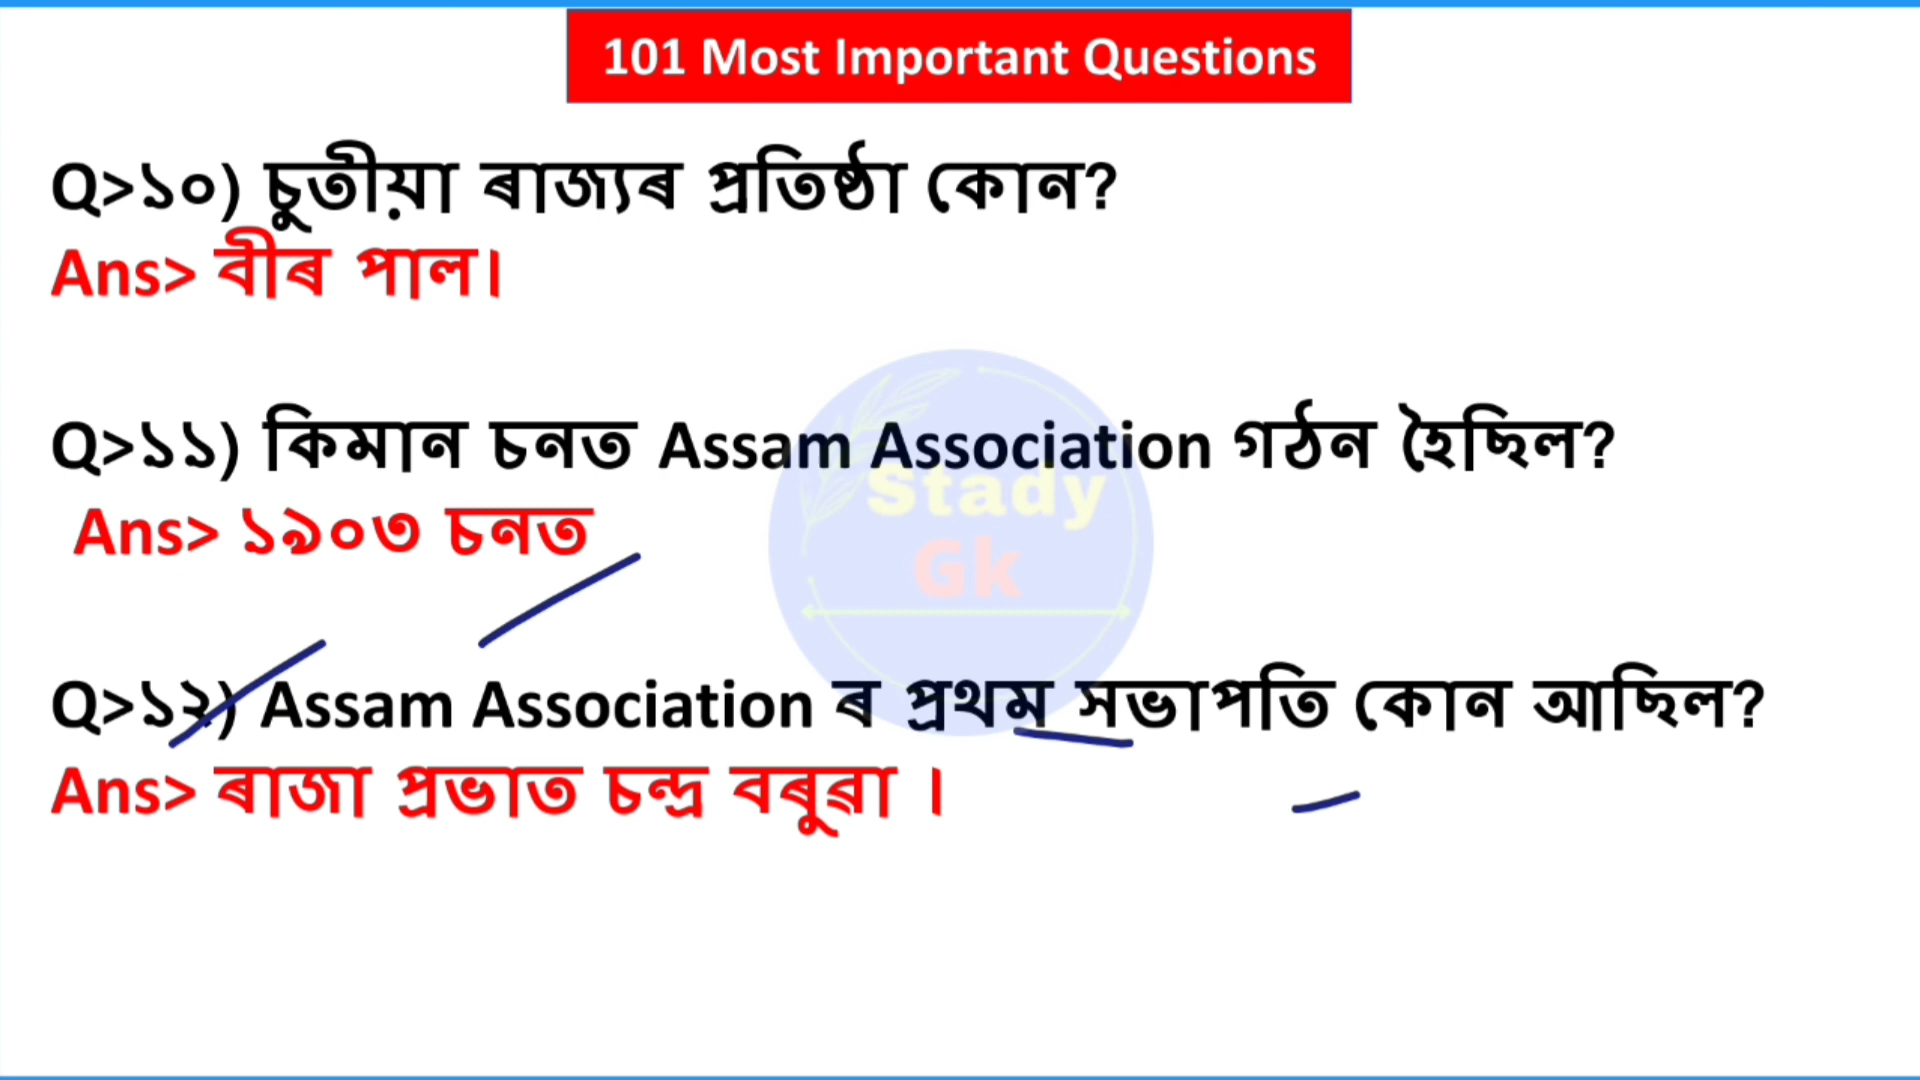 101 Most Important Questions
Q>১০) চুতীয়া ৰাজ্যৰ প্ৰতিষ্ঠা কোন?
Ans> বীৰ পাল।
Q>১১) কিমান চনত Assam Association গঠন হৈছিল?
Ans> ১৯০৩ চনত
Stady
Gk
Q>১২) Assam Association ৰ প্ৰথম সভাপতি কোন আছিল?
Ans> ৰাজা প্ৰভাত চন্দ্ৰ বৰুৱা ।